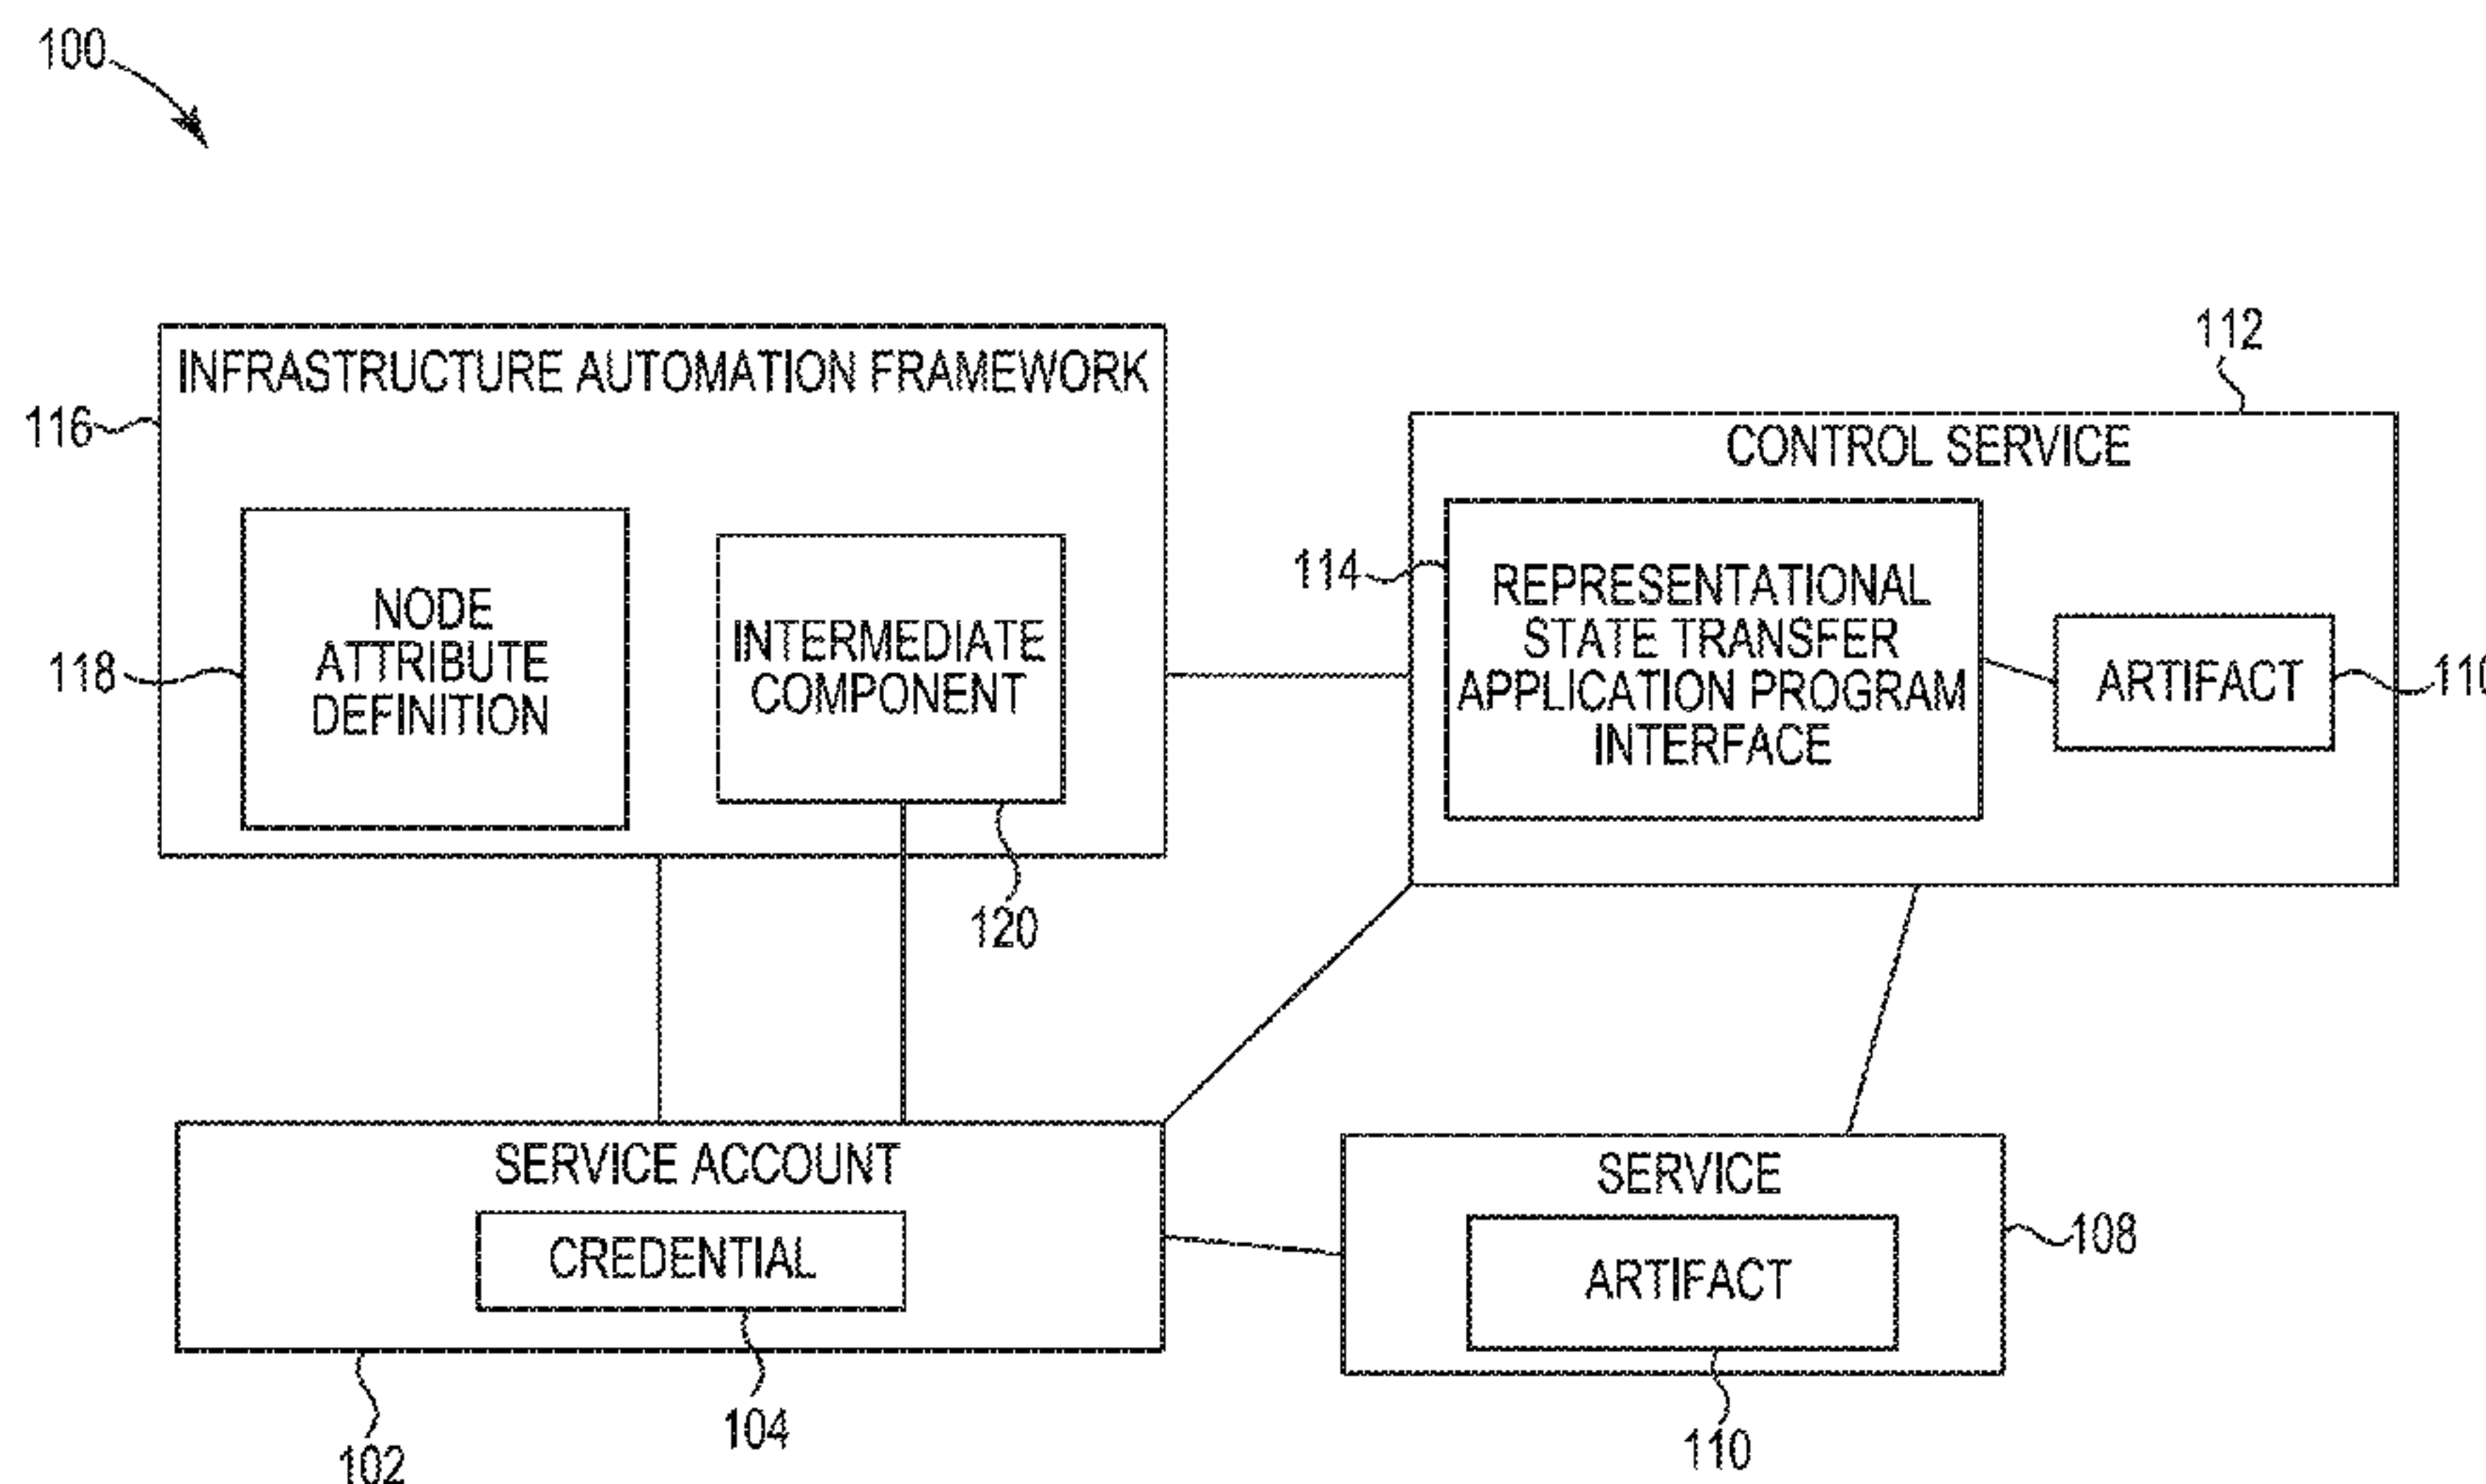 100
INFRASTRUCTURE AUTOMATION FRAMEWORK
116
NODE
ATTRIBUTE
DEFINITION
118
INTERMEDIATE
COMPONENT
120
112
CONTROL SERVICE
114
REPRESENTATIONAL
STATE TRANSFER
APPLICATION PROGRAM
INTERFACE
ARTIFACT
110
SERVICE ACCOUNT
CREDENTIAL
104
102
SERVICE
ARTIFACT
108
110